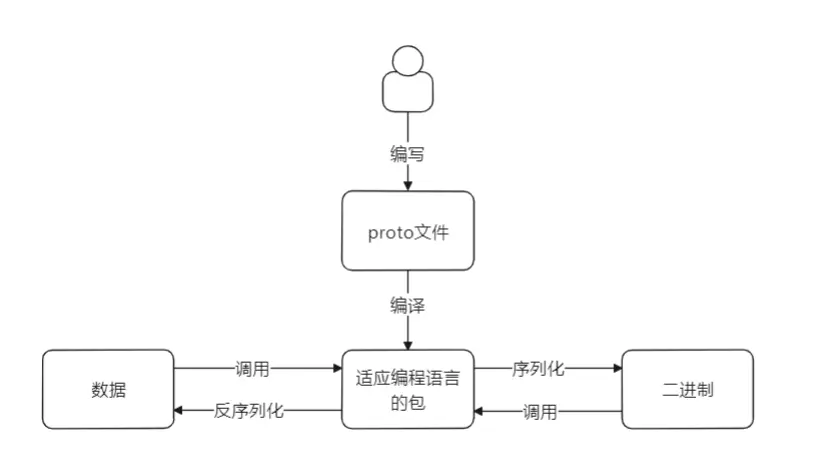 编写
proto文件
编译
调用
序列化
数据
适应编程语言
的包
二进制
反序列化
调用